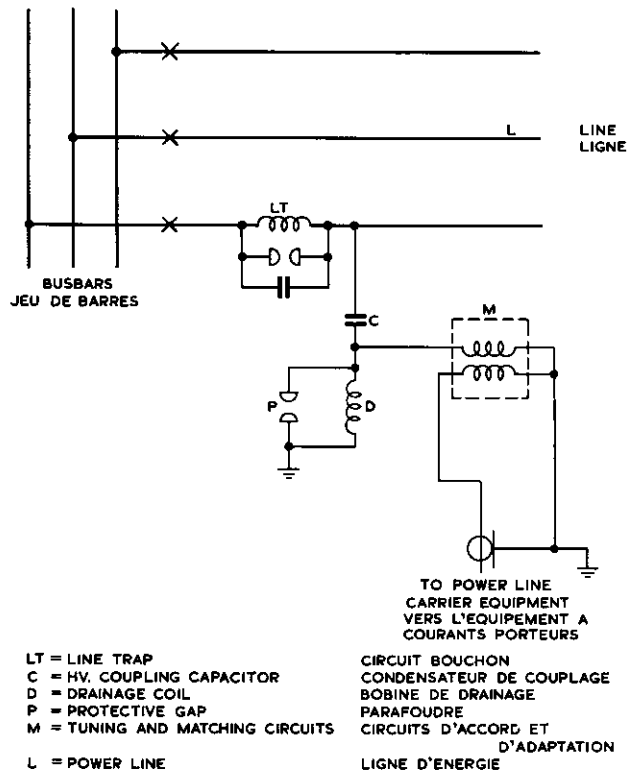 L
LINE
LIGNE
LT
BUSBARS
JEU DE BARRES
C
M
P
D
TO POWER LINE
CARRIER EQUIPMENT
VERS L'EQUIPEMENT A
COURANTS PORTEURS
LT = LINE TRAP CIRCUIT BOUCHON
C = HV. COUPLING CAPACITOR CONDENSATEUR DE COUPLAGE
D = DRAINAGE COIL BOBINE DE DRAINAGE
P = PROTECTIVE GAP PARAFOUDRE
M = TUNING AND MATCHING CIRCUITS CIRCUITS D'ACCORD ET
D'ADAPTATION
L = POWER LINE LIGNE D'ENERGIE